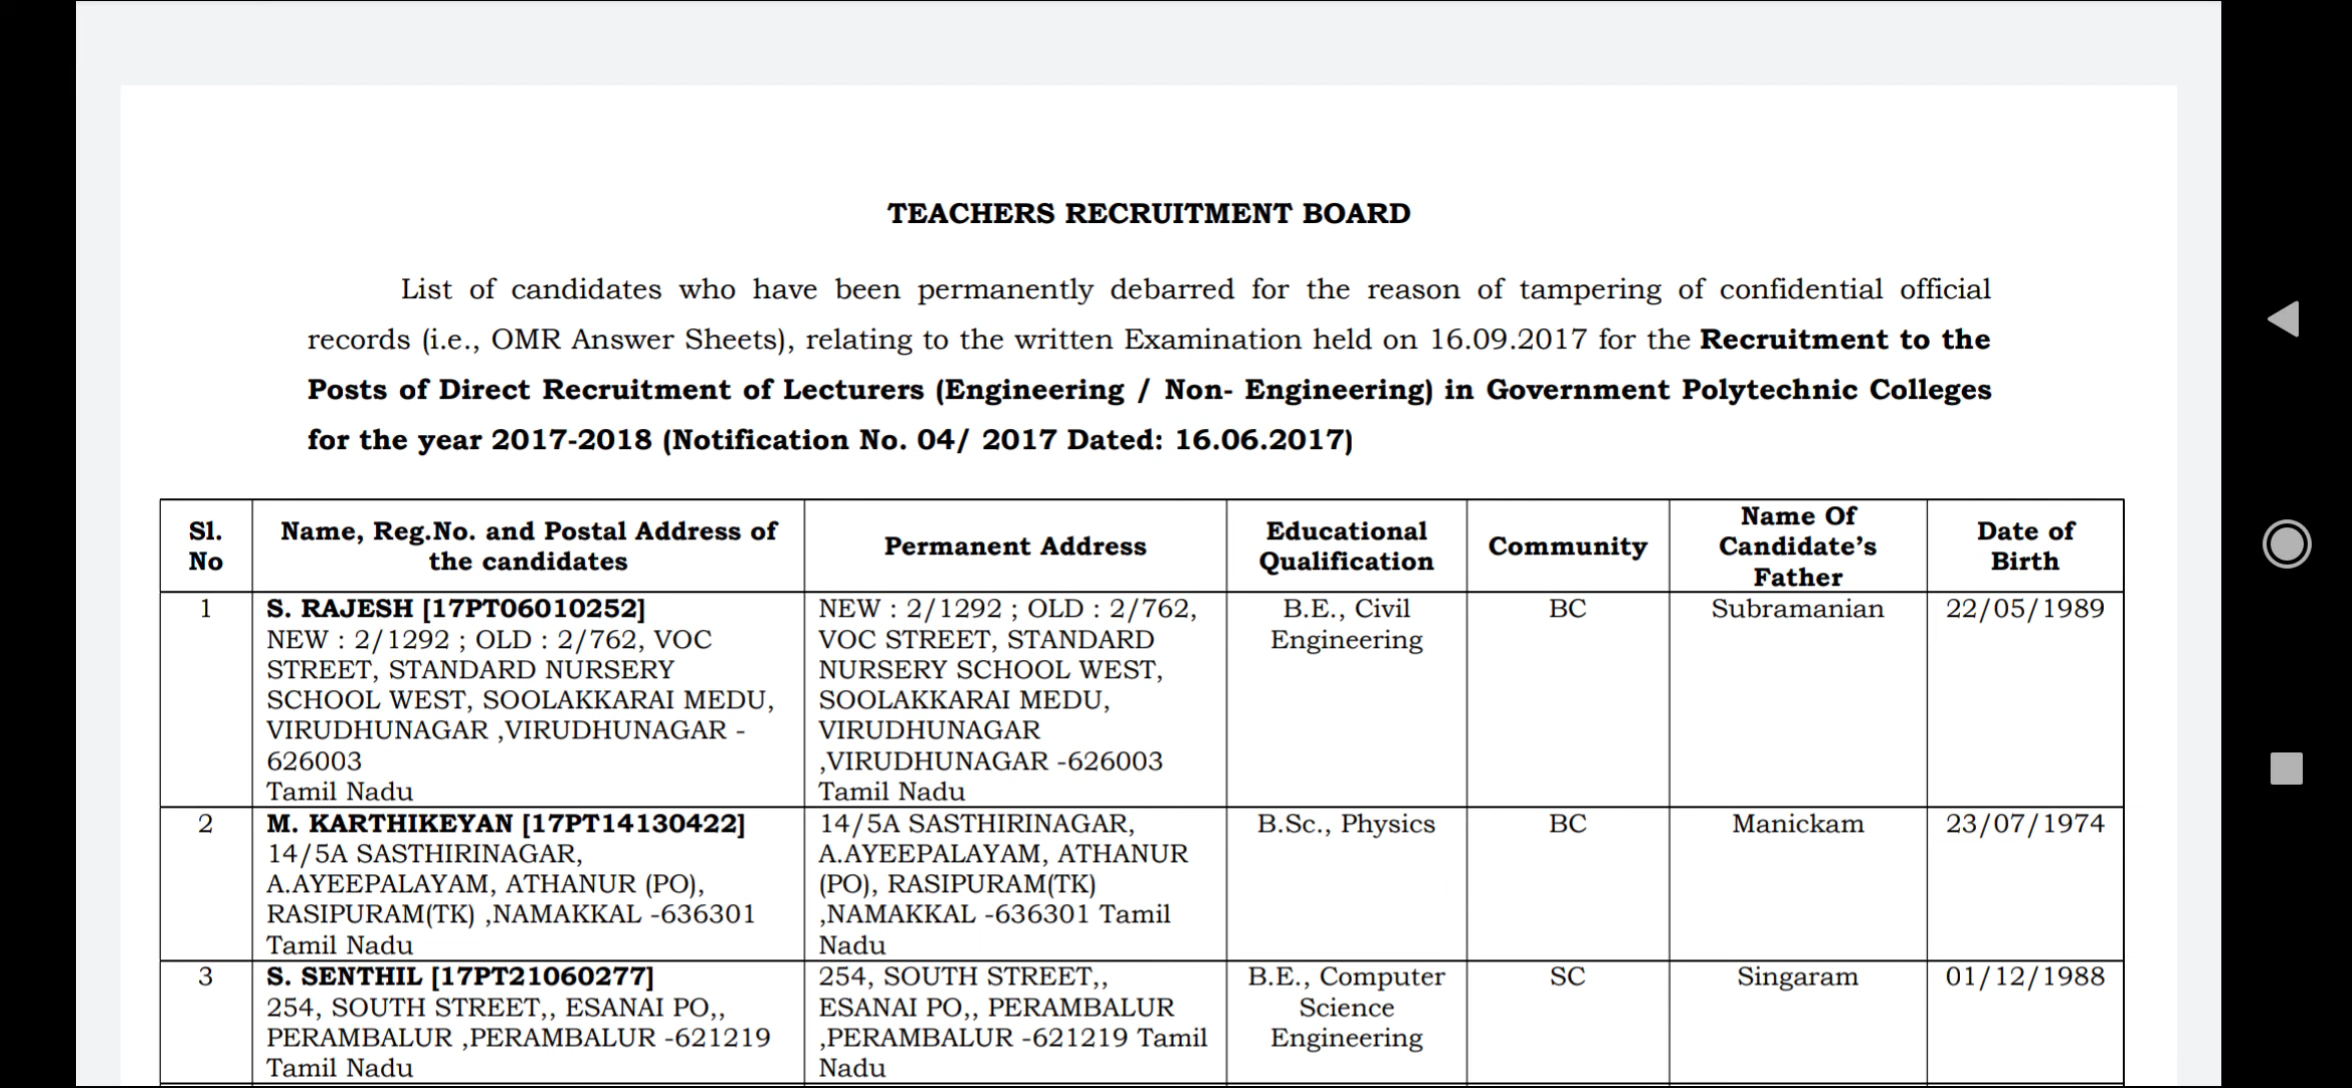 TEACHERS RECRUITMENT BOARD
List of candidates who have been permanently debarred for the reason of tampering of confidential official
records (i.e., OMR Answer Sheets), relating to the written Examination held on 16.09.2017 for the Recruitment to the
Posts of Direct Recruitment of Lecturers (Engineering / Non- Engineering) in Government Polytechnic Colleges
for the year 2017-2018 (Notification No. 04/ 2017 Dated: 16.06.2017)
Sl.
No
Name, Reg.No. and Postal Address of
the candidates
Permanent Address
Educational
Qualification
Community
Name Of
Candidate's
Father
Date of
Birth
1
S. RAJESH [17PT06010252]
NEW : 2/1292 ; OLD : 2/762, VOC
STREET, STANDARD NURSERY
SCHOOL WEST, SOOLAKKARAI MEDU,
VIRUDHUNAGAR ,VIRUDHUNAGAR -
626003
Tamil Nadu
NEW : 2/1292 ; OLD : 2/762,
VOC STREET, STANDARD
NURSERY SCHOOL WEST,
SOOLAKKARAI MEDU,
VIRUDHUNAGAR
,VIRUDHUNAGAR -626003
Tamil Nadu
B.E., Civil
Engineering
BC
Subramanian
22/05/1989
2
M. KARTHIKEYAN [17PT14130422]
14/5A SASTHIRINAGAR,
A.AYEEPALAYAM, ATHANUR (PO),
RASIPURAM(TK) ,NAMAKKAL -636301
Tamil Nadu
14/5A SASTHIRINAGAR,
A.AYEEPALAYAM, ATHANUR
(PO), RASIPURAM(TK)
,NAMAKKAL -636301 Tamil
Nadu
B.Sc., Physics
BC
Manickam
23/07/1974
3
S. SENTHIL [17PT21060277]
254, SOUTH STREET,, ESANAI PO,,
PERAMBALUR ,PERAMBALUR -621219
Tamil Nadu
254, SOUTH STREET,,
ESANAI PO,, PERAMBALUR
,PERAMBALUR -621219 Tamil
Nadu
B.E., Computer
Science
Engineering
SC
Singaram
01/12/1988